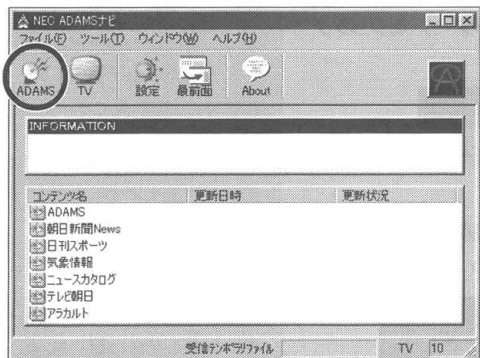 NEC ADAMSナビ
ファイル(F) ツール(T) ウィンドウ(W) ヘルプ(H)
ADAMS TV 設定 最前面 About
INFORMATION
コンテンツ名 更新日時 更新状況
ADAMS
朝日新聞News
日刊スポーツ
気象情報
ニュースカタログ
テレビ朝日
アラカルト
受信テンポラリファイル TV 10